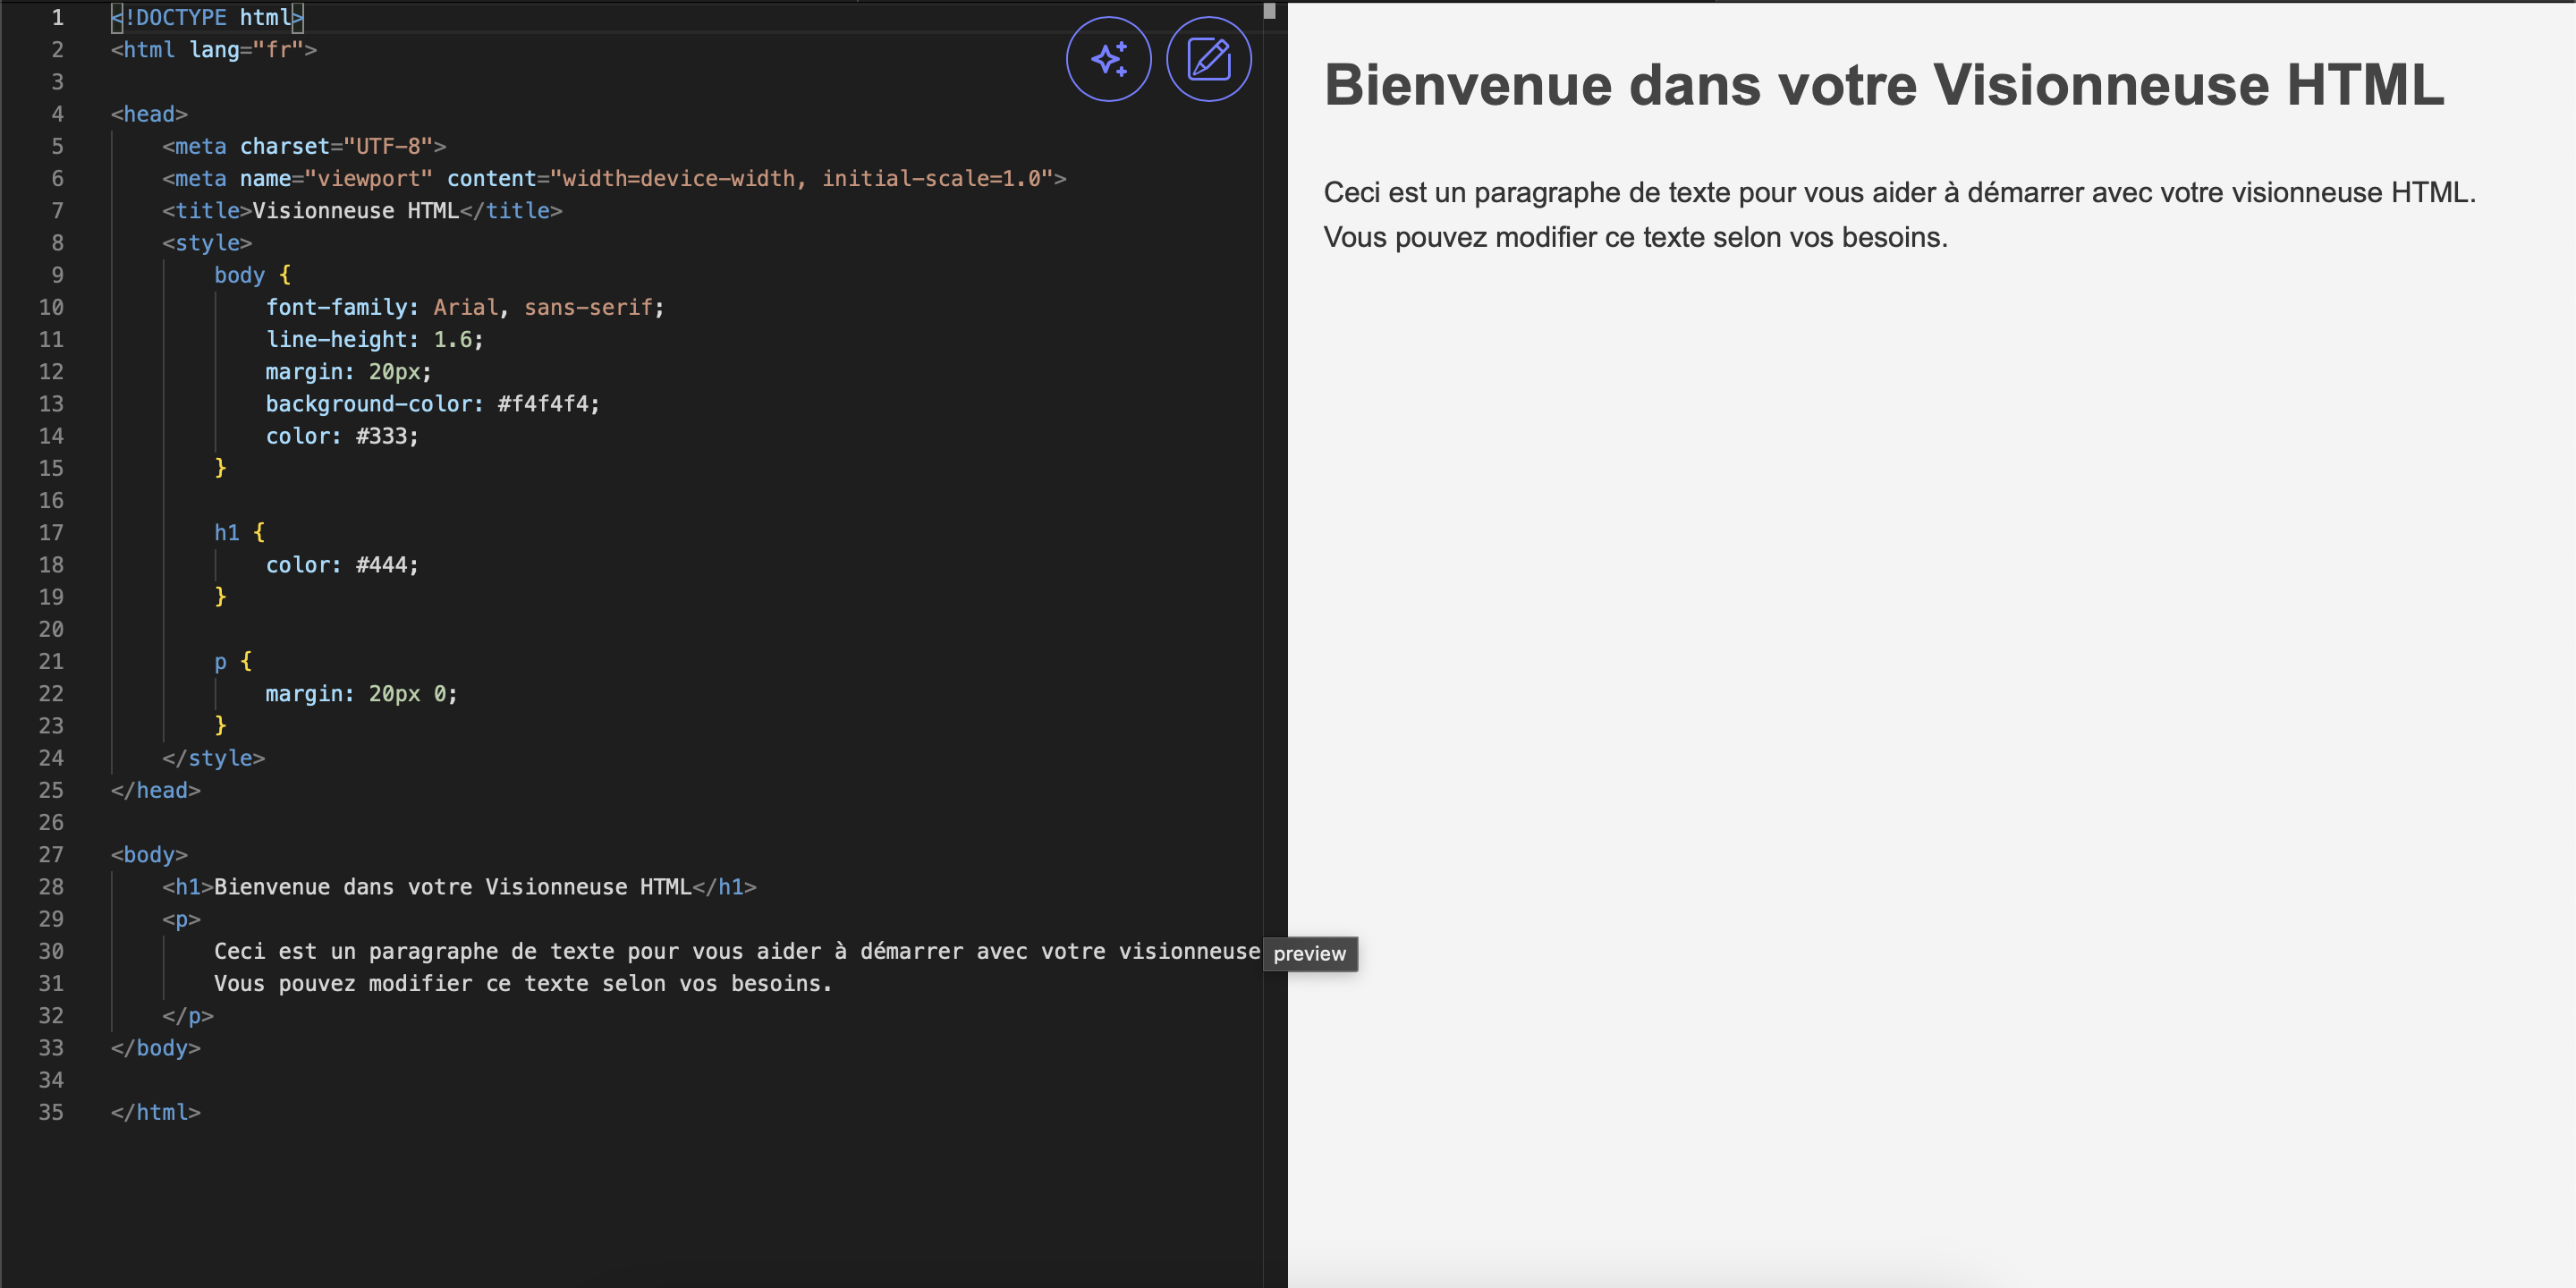 1 <!DOCTYPE html>
2 <html lang="fr">
3
4 <head>
5     <meta charset="UTF-8">
6     <meta name="viewport" content="width=device-width, initial-scale=1.0">
7     <title>Visionneuse HTML</title>
8     <style>
9         body {
10             font-family: Arial, sans-serif;
11             line-height: 1.6;
12             margin: 20px;
13             background-color: #f4f4f4;
14             color: #333;
15         }
16
17         h1 {
18             color: #444;
19         }
20
21         p {
22             margin: 20px 0;
23         }
24     </style>
25 </head>
26
27 <body>
28     <h1>Bienvenue dans votre Visionneuse HTML</h1>
29     <p>
30         Ceci est un paragraphe de texte pour vous aider à démarrer avec votre visionneuse
31         Vous pouvez modifier ce texte selon vos besoins.
32     </p>
33 </body>
34
35 </html>
preview
Bienvenue dans votre Visionneuse HTML
Ceci est un paragraphe de texte pour vous aider à démarrer avec votre visionneuse HTML.
Vous pouvez modifier ce texte selon vos besoins.